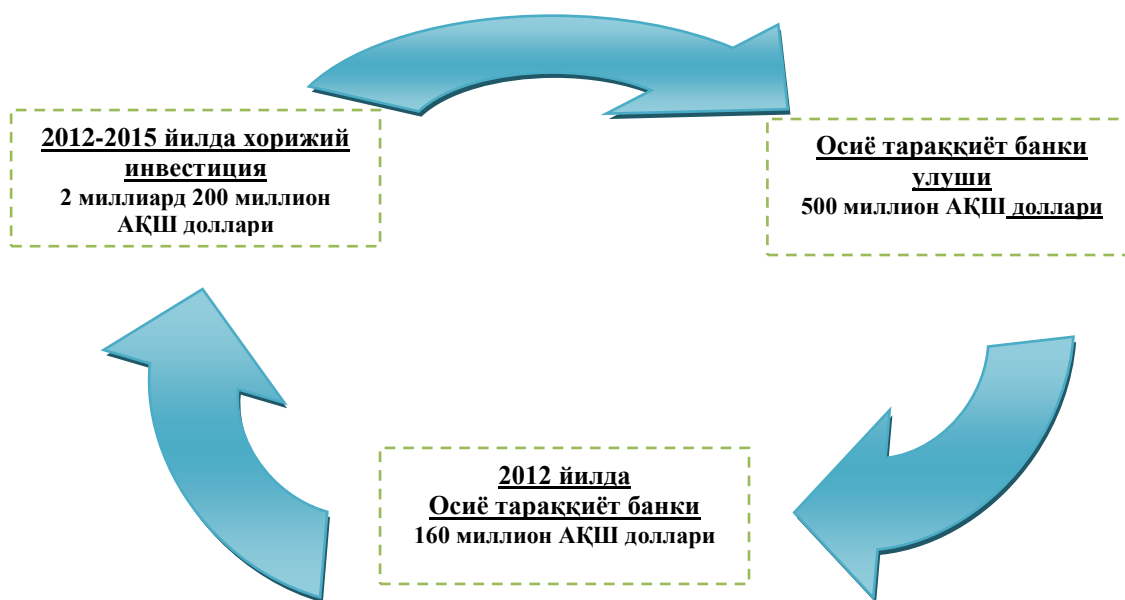 2012-2015 йилда хорижий
инвестиция
2 миллиард 200 миллион
АҚШ доллари
Осиё тараққиёт банки
улуши
500 миллион АҚШ доллари
2012 йилда
Осиё тараққиёт банки
160 миллион АҚШ доллари